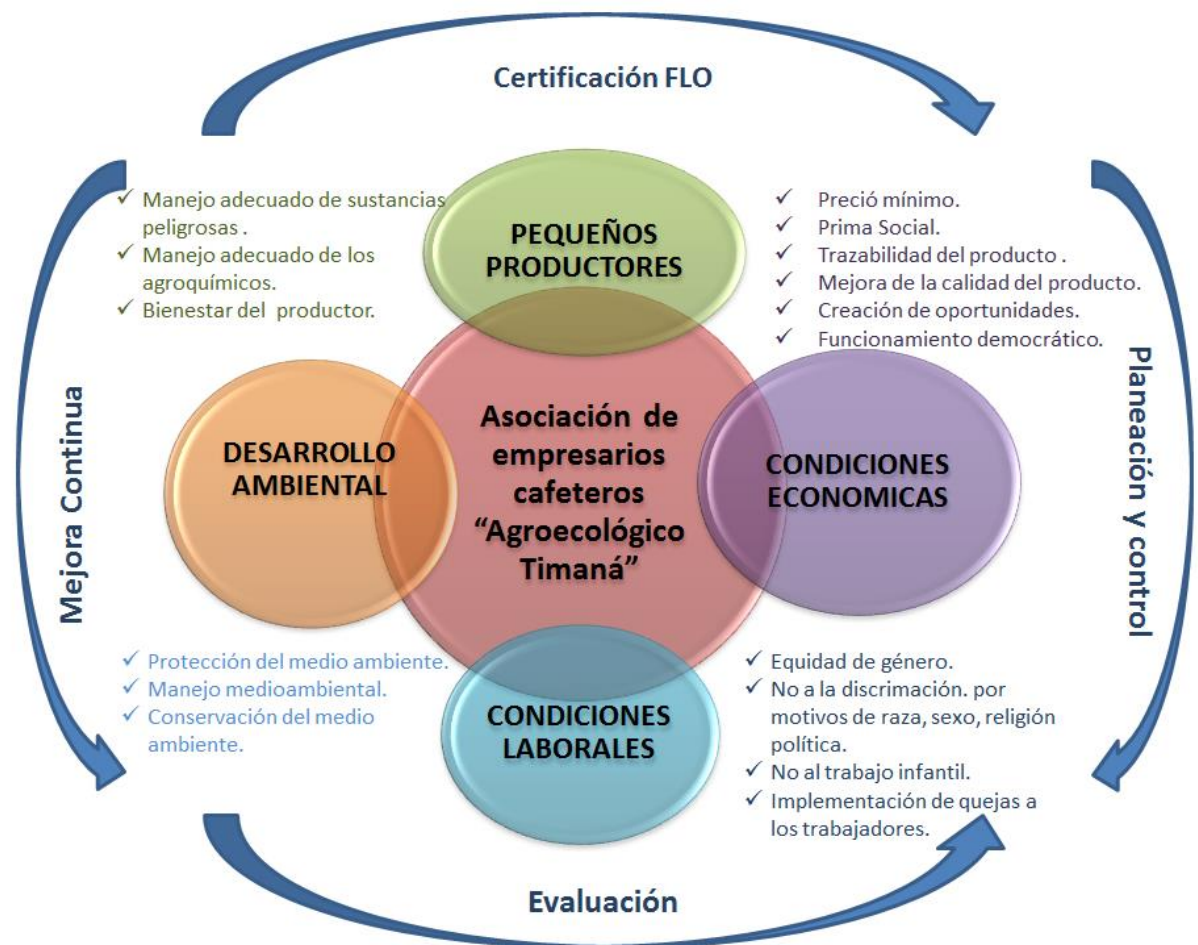 Certificación FLO
✓ Manejo adecuado de sustancias
peligrosas .
✓ Manejo adecuado de los
agroquímicos.
✓ Bienestar del productor.
PEQUEÑOS
PRODUCTORES
✓ Preció mínimo.
✓ Prima Social.
✓ Trazabilidad del producto .
✓ Mejora de la calidad del producto.
✓ Creación de oportunidades.
✓ Funcionamiento democrático.
Mejora Continua
DESARROLLO
AMBIENTAL
Asociación de
empresarios
cafeteros
“Agroecológico
Timaná”
CONDICIONES
ECONOMICAS
Planeación y control
✓ Protección del medio ambiente.
✓ Manejo medioambiental.
✓ Conservación del medio
ambiente.
CONDICIONES
LABORALES
✓ Equidad de género.
✓ No a la discrimación. por
motivos de raza, sexo, religión
política.
✓ No al trabajo infantil.
✓ Implementación de quejas a
los trabajadores.
Evaluación